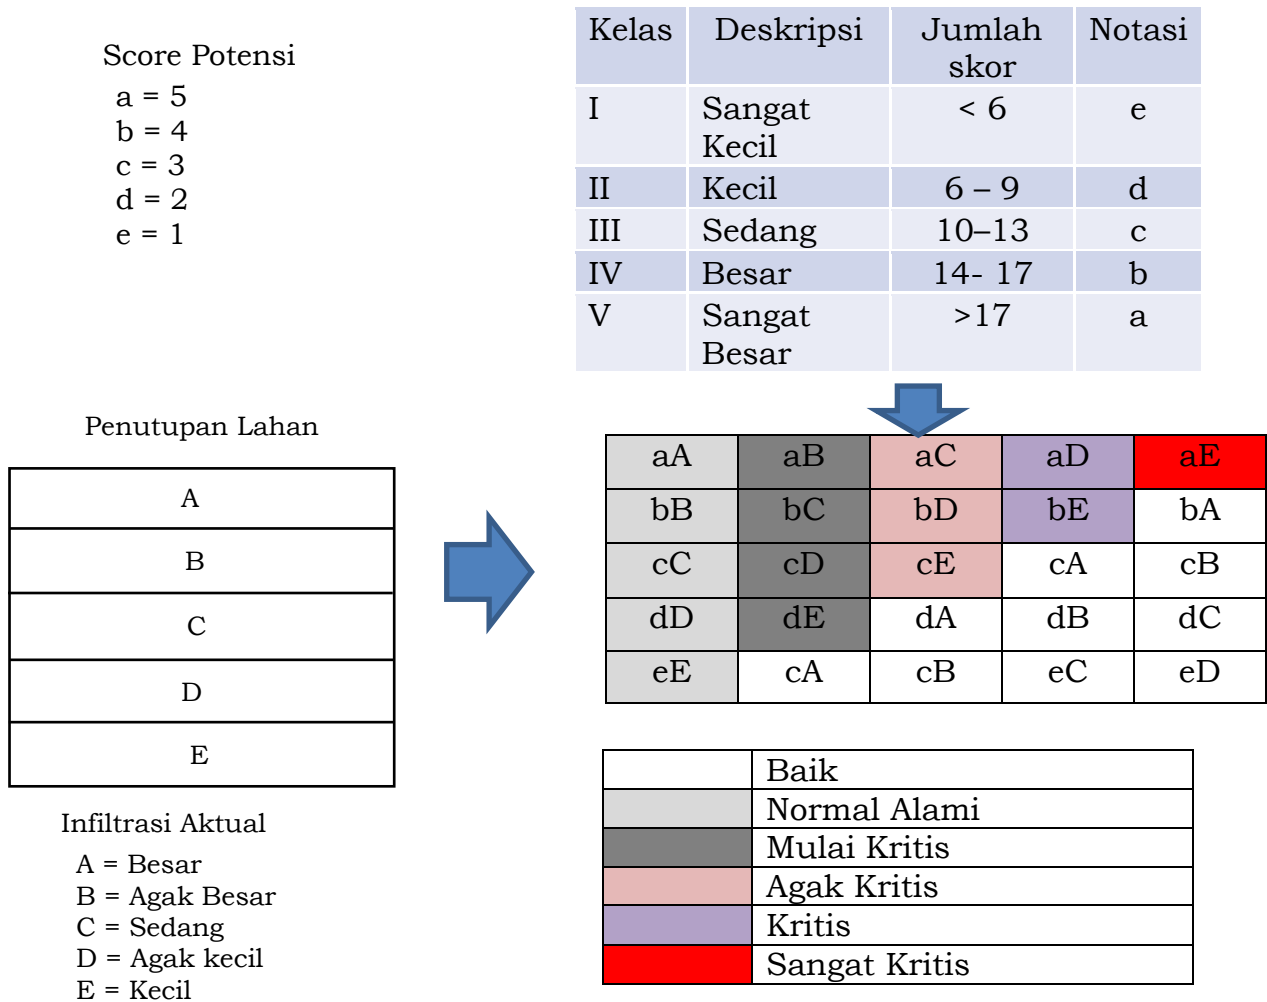 Score Potensi
a = 5
b = 4
c = 3
d = 2
e = 1
Kelas Deskripsi Jumlah skor Notasi
I Sangat Kecil < 6 e
II Kecil 6 – 9 d
III Sedang 10–13 c
IV Besar 14- 17 b
V Sangat Besar >17 a
Penutupan Lahan
A
B
C
D
E
Infiltrasi Aktual
A = Besar
B = Agak Besar
C = Sedang
D = Agak kecil
E = Kecil
aA aB aC aD aE
bB bC bD bE bA
cC cD cE cA cB
dD dE dA dB dC
eE cA cB eC eD
Baik
Normal Alami
Mulai Kritis
Agak Kritis
Kritis
Sangat Kritis